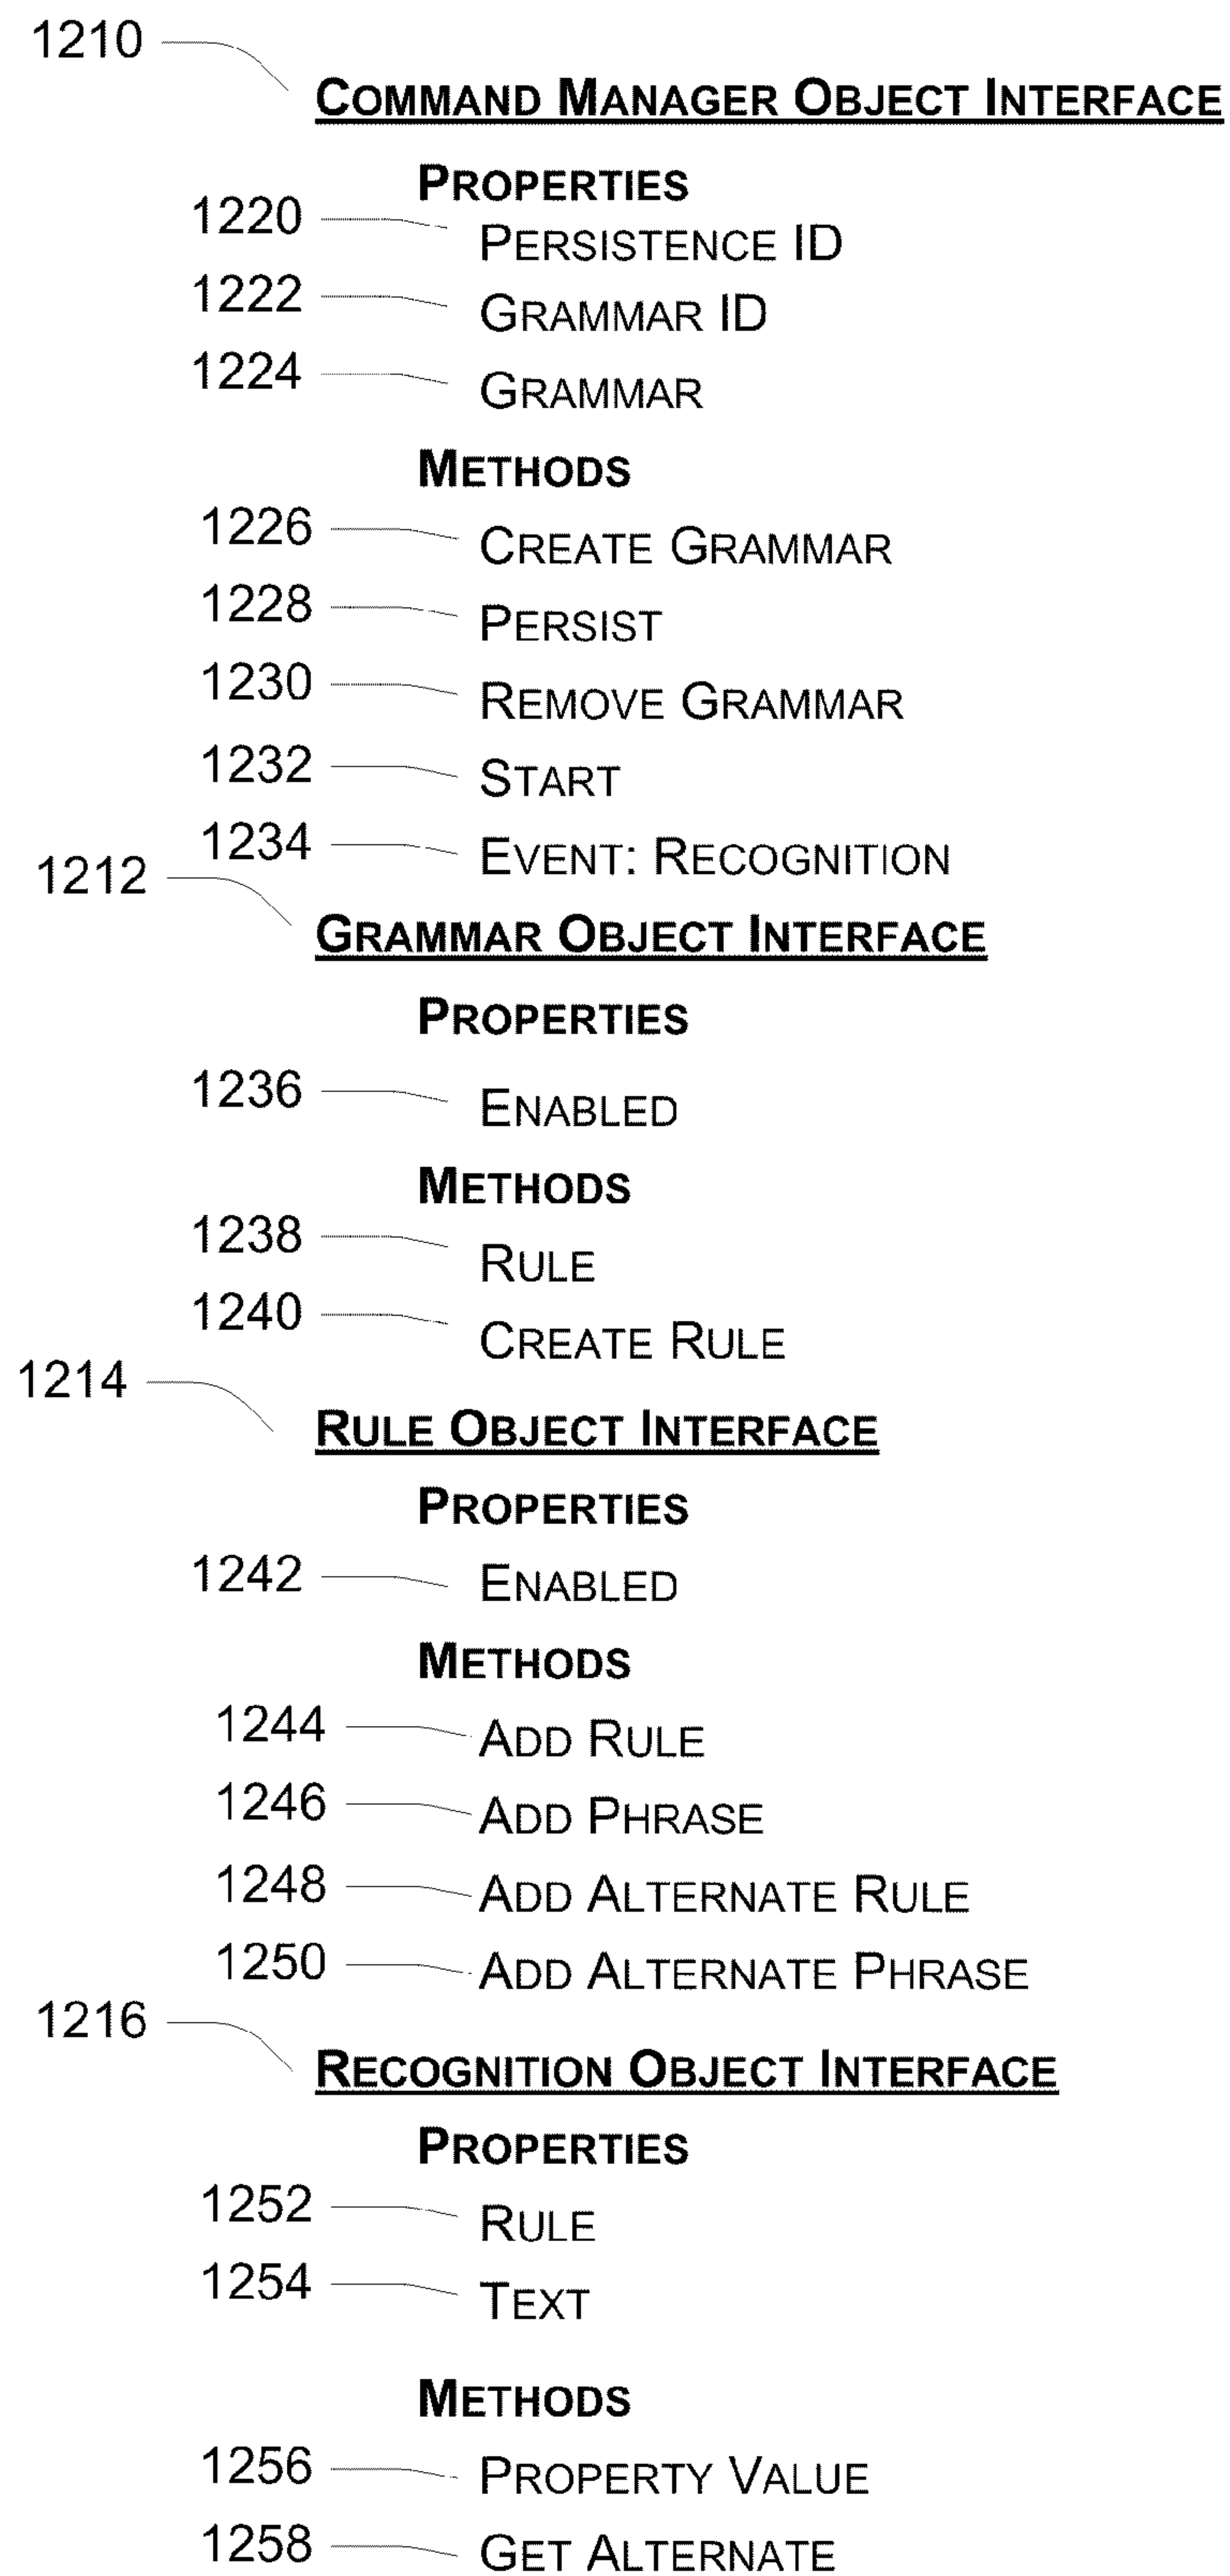 1210
COMMAND MANAGER OBJECT INTERFACE
PROPERTIES
1220 PERSISTENCE ID
1222 GRAMMAR ID
1224 GRAMMAR
METHODS
1226 CREATE GRAMMAR
1228 PERSIST
1230 REMOVE GRAMMAR
1232 START
1234 EVENT: RECOGNITION
1212
GRAMMAR OBJECT INTERFACE
PROPERTIES
1236 ENABLED
METHODS
1238 RULE
1240 CREATE RULE
1214
RULE OBJECT INTERFACE
PROPERTIES
1242 ENABLED
METHODS
1244 ADD RULE
1246 ADD PHRASE
1248 ADD ALTERNATE RULE
1250 ADD ALTERNATE PHRASE
1216
RECOGNITION OBJECT INTERFACE
PROPERTIES
1252 RULE
1254 TEXT
METHODS
1256 PROPERTY VALUE
1258 GET ALTERNATE